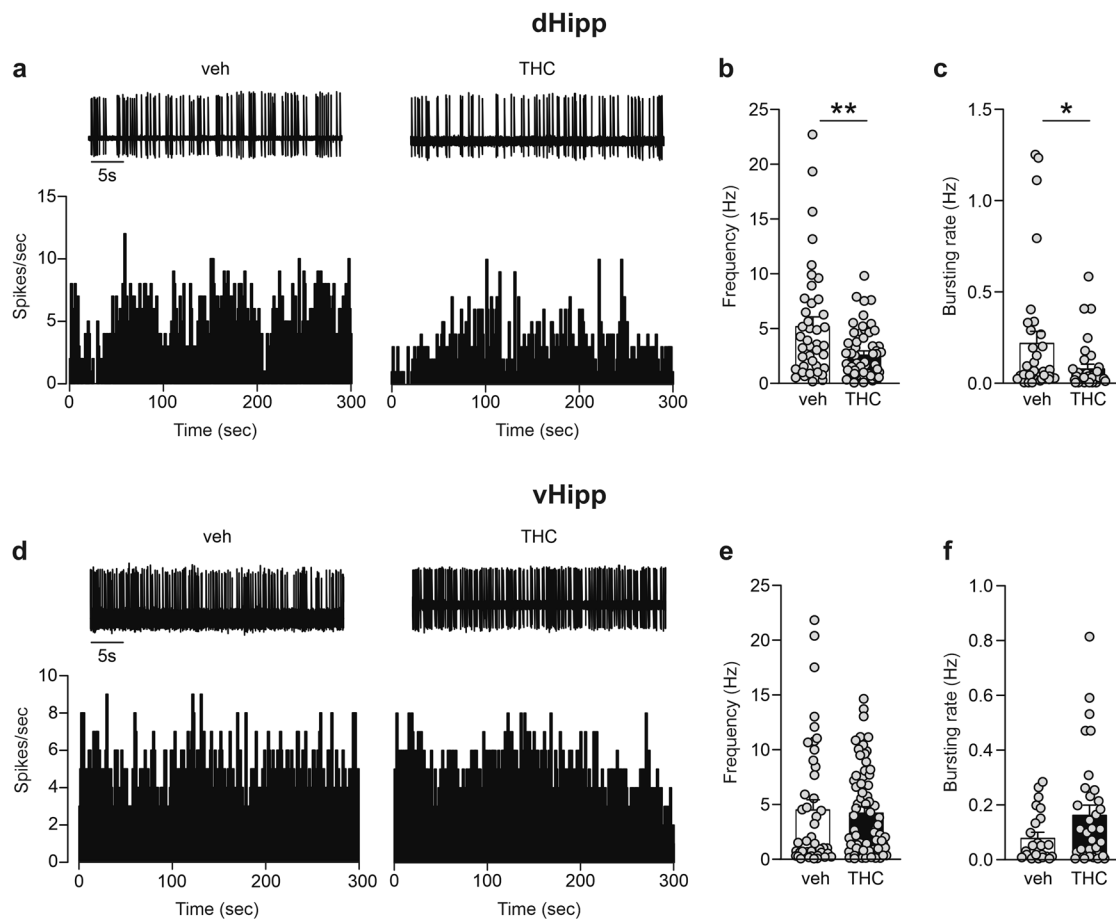 dHipp
a
veh
THC
5s
Spikes/sec
15
10
5
0
0 100 200 300
Time (sec)
100 200 300
Time (sec)
b
**
Frequency (Hz)
25
20
15
10
5
0
veh THC
c
*
Bursting rate (Hz)
1.5
1.0
0.5
0.0
veh THC
vHipp
d
veh
THC
5s
Spikes/sec
10
8
6
4
2
0
0 100 200 300
Time (sec)
0 100 200 300
Time (sec)
e
Frequency (Hz)
25
20
15
10
5
0
veh THC
f
Bursting rate (Hz)
1.0
0.8
0.6
0.4
0.2
0.0
veh THC